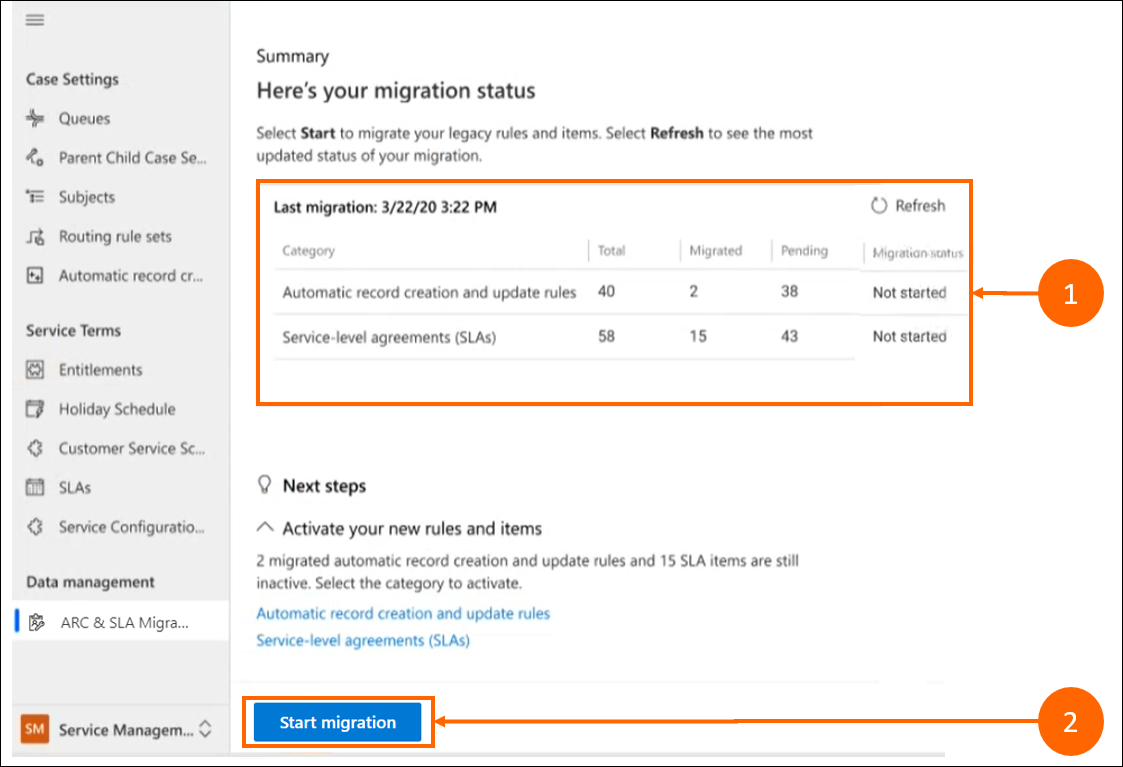 Case Settings
Queues
Parent Child Case Se...
Subjects
Routing rule sets
Automatic record cr...
Service Terms
Entitlements
Holiday Schedule
Customer Service Sc...
SLAs
Service Configuratio...
Data management
ARC & SLA Migra...
SM Service Managem...
Summary
Here's your migration status
Select Start to migrate your legacy rules and items. Select Refresh to see the most
updated status of your migration.
Last migration: 3/22/20 3:22 PM Refresh
Category Total Migrated Pending Migration status
Automatic record creation and update rules 40 2 38 Not started
Service-level agreements (SLAs) 58 15 43 Not started
1
Next steps
Activate your new rules and items
2 migrated automatic record creation and update rules and 15 SLA items are still
inactive. Select the category to activate.
Automatic record creation and update rules
Service-level agreements (SLAs)
Start migration
2